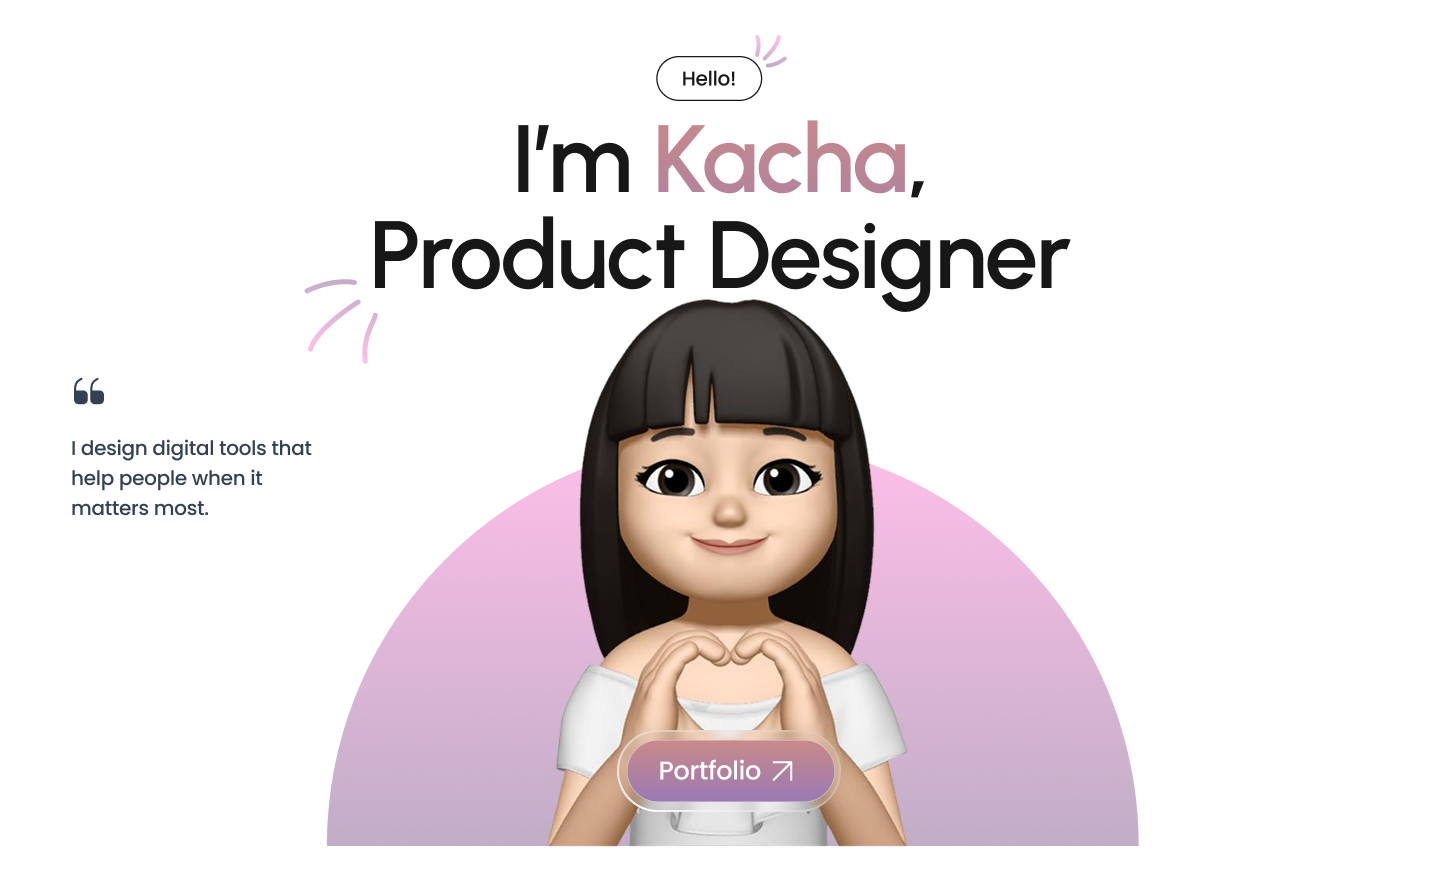 Hello!
I'm Kacha,
Product Designer
I design digital tools that
help people when it
matters most.
Portfolio